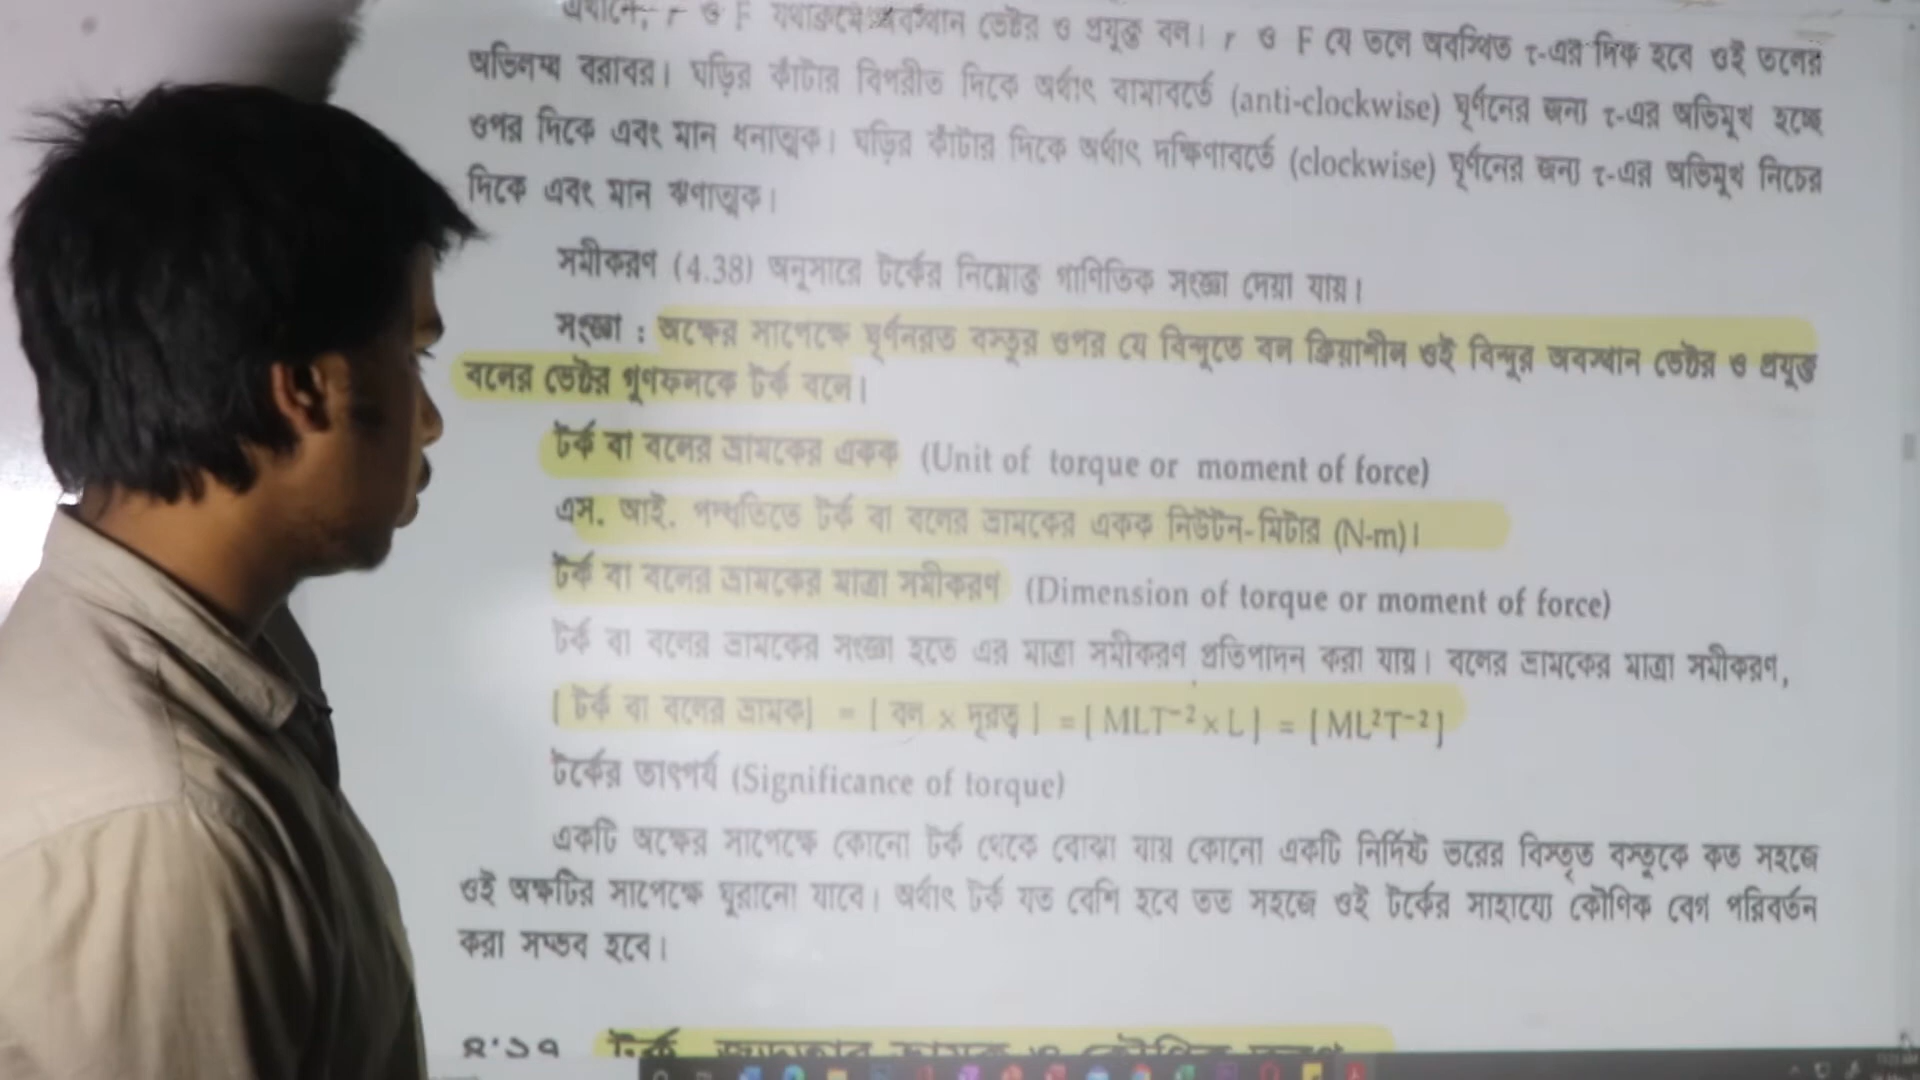 এখানে, r ও F যথাক্রমে অবস্থান ভেক্টর ও প্রযুক্ত বল। r ও F যে তলে অবস্থিত τ-এর দিক হবে ওই তলের
অভিলম্ব বরাবর। ঘড়ির কাঁটার বিপরীত দিকে অর্থাৎ বামাবর্তে (anti-clockwise) ঘূর্ণনের জন্য τ-এর অভিমুখ হচ্ছে
ওপর দিকে এবং মান ধনাত্মক। ঘড়ির কাঁটার দিকে অর্থাৎ দক্ষিণাবর্তে (clockwise) ঘূর্ণনের জন্য τ-এর অভিমুখ নিচের
দিকে এবং মান ঋণাত্মক।
সমীকরণ (4.38) অনুসারে টর্কের নিম্নোক্ত গাণিতিক সংজ্ঞা দেয়া যায়।
সংজ্ঞা : অক্ষের সাপেক্ষে ঘূর্ণনরত বস্তুর ওপর যে বিন্দুতে বল ক্রিয়াশীল ওই বিন্দুর অবস্থান ভেক্টর ও প্রযুক্ত
বলের ভেক্টর গুণফলকে টর্ক বলে।
টর্ক বা বলের ভ্রামকের একক (Unit of torque or moment of force)
এস. আই. পদ্ধতিতে টর্ক বা বলের ভ্রামকের একক নিউটন-মিটার (N-m)।
টর্ক বা বলের ভ্রামকের মাত্রা সমীকরণ (Dimension of torque or moment of force)
টর্ক বা বলের ভ্রামকের সংজ্ঞা হতে এর মাত্রা সমীকরণ প্রতিপাদন করা যায়। বলের ভ্রামকের মাত্রা সমীকরণ,
[ টর্ক বা বলের ভ্রামক] = [ বল × দূরত্ব ] = [ MLT⁻² × L ] = [ ML²T⁻² ]
টর্কের তাৎপর্য (Significance of torque)
একটি অক্ষের সাপেক্ষে কোনো টর্ক থেকে বোঝা যায় কোনো একটি নির্দিষ্ট ভরের বিস্তৃত বস্তুকে কত সহজে
ওই অক্ষটির সাপেক্ষে ঘুরানো যাবে। অর্থাৎ টর্ক যত বেশি হবে তত সহজে ওই টর্কের সাহায্যে কৌণিক বেগ পরিবর্তন
করা সম্ভব হবে।
৪'১৭ টর্ক, জড়তার ভ্রামক ও কৌণিক ত্বরণ